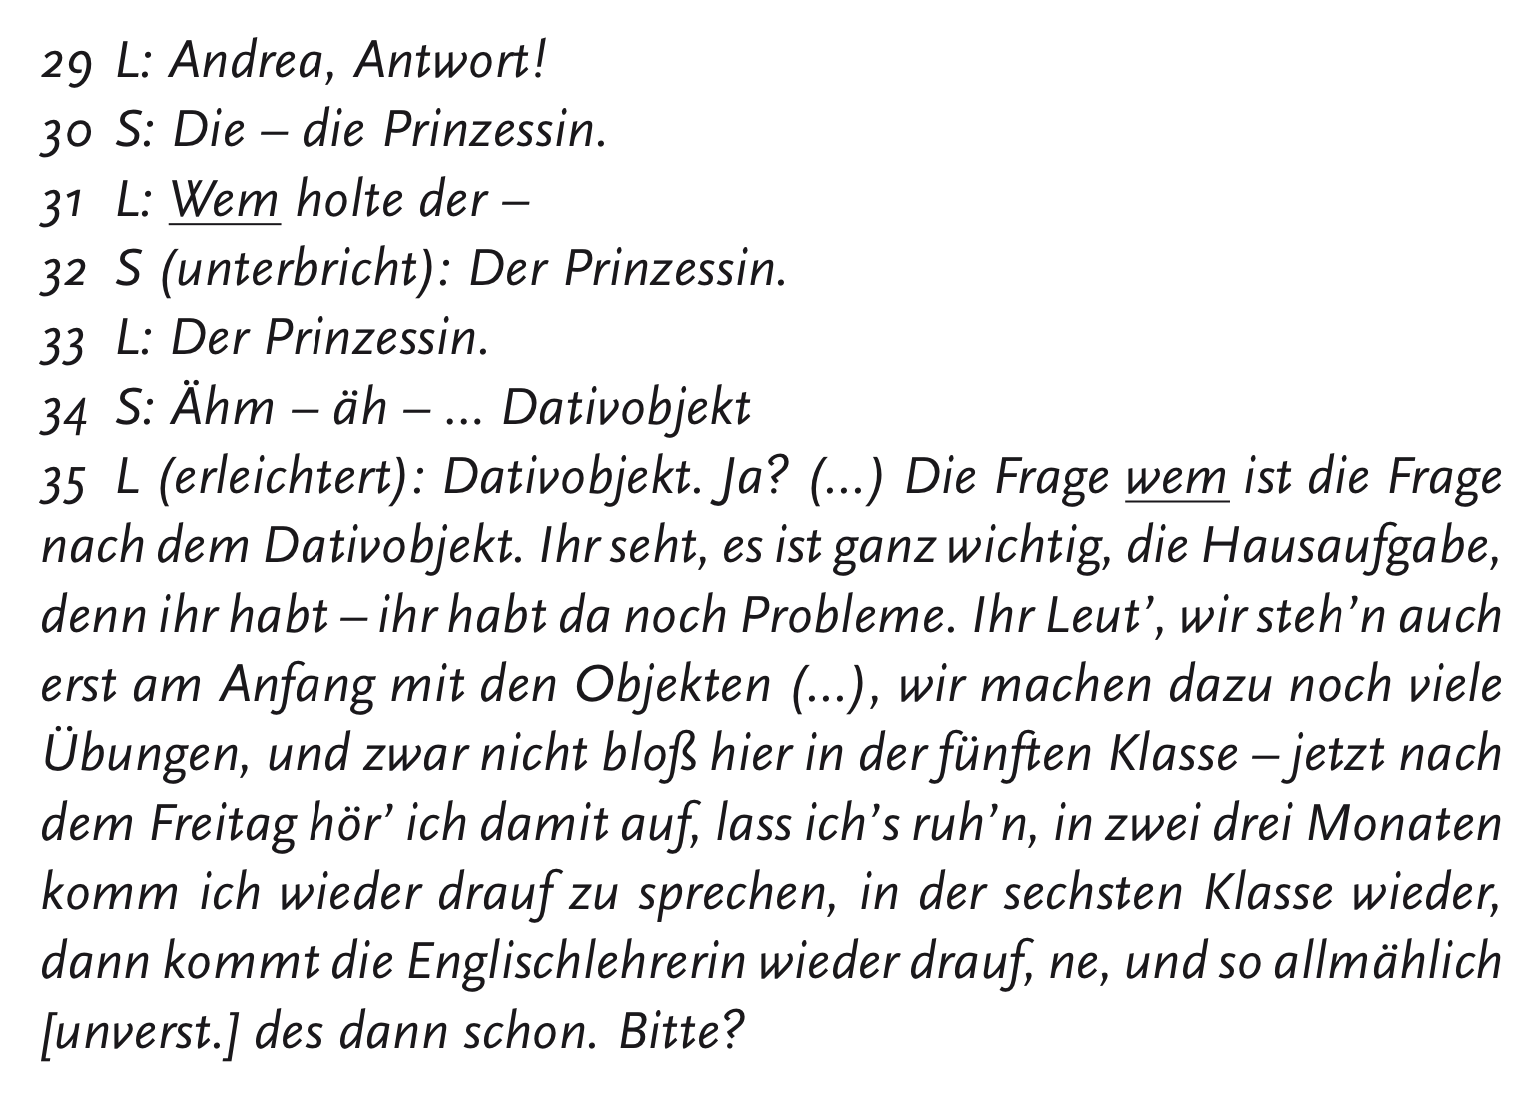 29 L: Andrea, Antwort!
30 S: Die – die Prinzessin.
31 L: Wem holte der –
32 S (unterbricht): Der Prinzessin.
33 L: Der Prinzessin.
34 S: Ähm – äh – ... Dativobjekt
35 L (erleichtert): Dativobjekt. Ja? (...) Die Frage wem ist die Frage
nach dem Dativobjekt. Ihr seht, es ist ganz wichtig, die Hausaufgabe,
denn ihr habt – ihr habt da noch Probleme. Ihr Leut’, wir steh’n auch
erst am Anfang mit den Objekten (...), wir machen dazu noch viele
Übungen, und zwar nicht bloß hier in der fünften Klasse – jetzt nach
dem Freitag hör’ ich damit auf, lass ich’s ruh’n, in zwei drei Monaten
komm ich wieder drauf zu sprechen, in der sechsten Klasse wieder,
dann kommt die Englischlehrerin wieder drauf, ne, und so allmählich
[unverst.] des dann schon. Bitte?